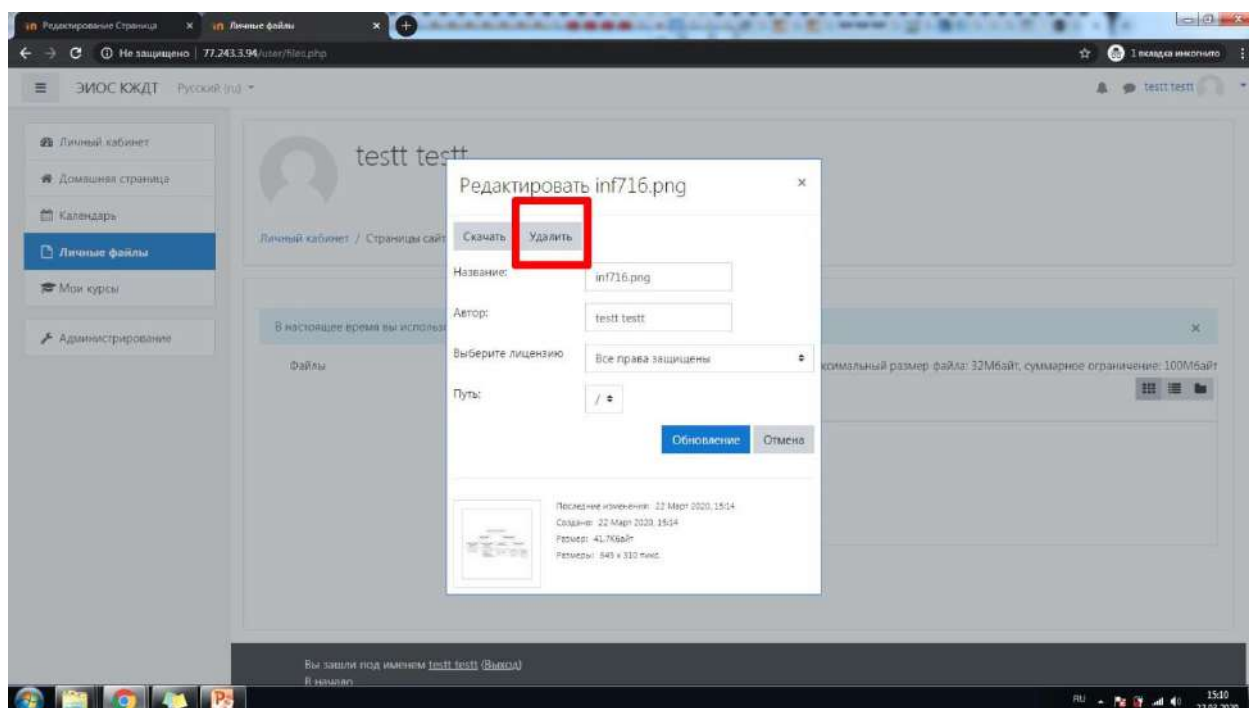 Редактирование Страница
Личные файлы
Не защищено | 77.243.3.94/user/files.php
1 вкладка инкогнито
ЭИОС КЖДТ Русский (ru)
testt testt
Личный кабинет
Домашняя страница
Календарь
Личные файлы
Мои курсы
Администрирование
testt testt
Личный кабинет / Страницы сайт
В настоящее время вы использ
Файлы
ксимальный размер файла: 32Мбайт, суммарное ограничение: 100Мбайт
Редактировать inf716.png
Скачать Удалить
Название: inf716.png
Автор: testt testt
Выберите лицензию Все права защищены
Путь: /
Обновление Отмена
Последние изменения: 22 Март 2020, 15:14
Создано: 22 Март 2020, 15:14
Размер: 41.7Кбайт
Размеры: 645 x 310 пикс.
Вы зашли под именем testt testt (Выход)
В начало
RU
15:10
22.03.2020